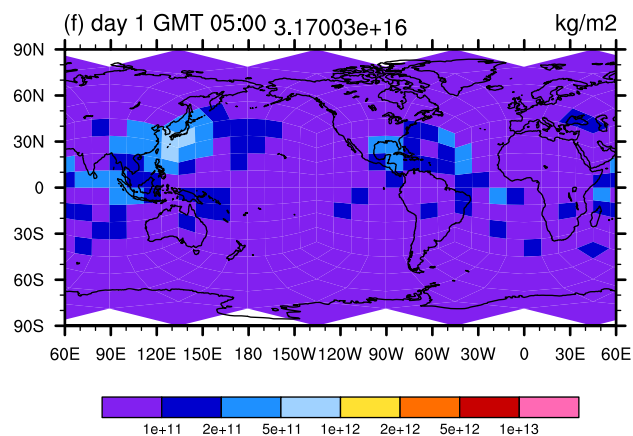 (f) day 1 GMT 05:00 3.17003e+16 kg/m2
90N
60N
30N
0
30S
60S
90S
60E 90E 120E 150E 180 150W 120W 90W 60W 30W 0 30E 60E
1e+11 2e+11 5e+11 1e+12 2e+12 5e+12 1e+13